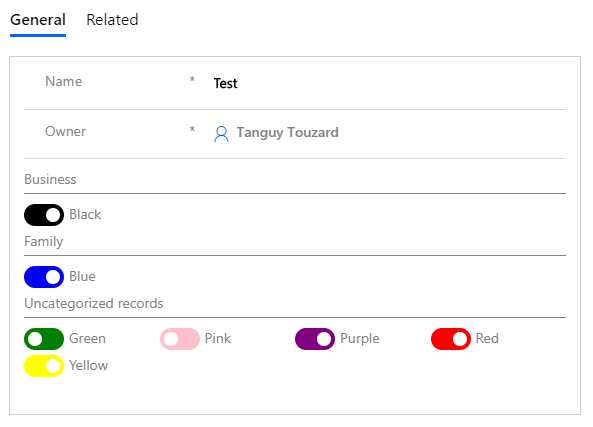 General Related
Name * Test
Owner * Tanguy Touzard
Business
Black
Family
Blue
Uncategorized records
Green Pink Purple Red
Yellow